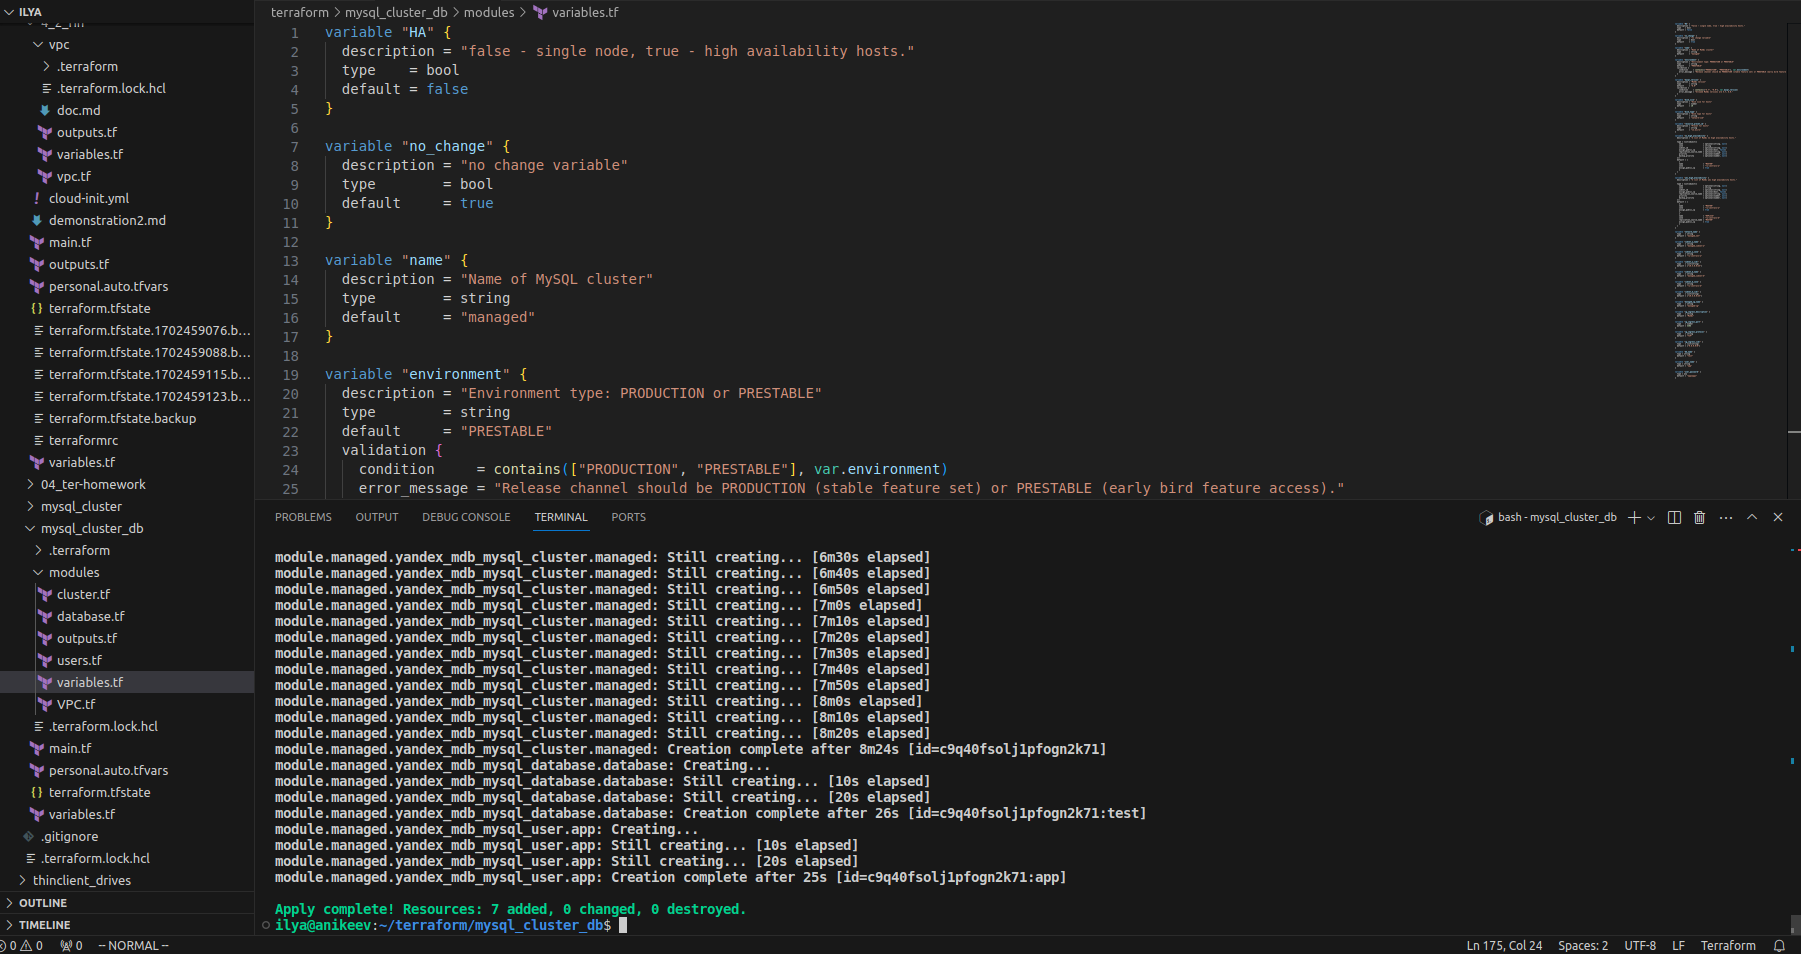 ILYA
4_2_hh
vpc
.terraform
.terraform.lock.hcl
doc.md
outputs.tf
variables.tf
vpc.tf
cloud-init.yml
demonstration2.md
main.tf
outputs.tf
personal.auto.tfvars
terraform.tfstate
terraform.tfstate.1702459076.b...
terraform.tfstate.1702459088.b...
terraform.tfstate.1702459115.b...
terraform.tfstate.1702459123.b...
terraform.tfstate.backup
terraformrc
variables.tf
04_ter-homework
mysql_cluster
mysql_cluster_db
.terraform
modules
cluster.tf
database.tf
outputs.tf
users.tf
variables.tf
VPC.tf
.terraform.lock.hcl
main.tf
personal.auto.tfvars
terraform.tfstate
variables.tf
.gitignore
.terraform.lock.hcl
thinclient_drives
OUTLINE
TIMELINE
terraform > mysql_cluster_db > modules > variables.tf
1 variable "HA" {
2 description = "false - single node, true - high availability hosts."
3 type    = bool
4 default = false
5 }
6
7 variable "no_change" {
8 description = "no change variable"
9 type        = bool
10 default     = true
11 }
12
13 variable "name" {
14 description = "Name of MySQL cluster"
15 type        = string
16 default     = "managed"
17 }
18
19 variable "environment" {
20 description = "Environment type: PRODUCTION or PRESTABLE"
21 type        = string
22 default     = "PRESTABLE"
23 validation {
24 condition     = contains(["PRODUCTION", "PRESTABLE"], var.environment)
25 error_message = "Release channel should be PRODUCTION (stable feature set) or PRESTABLE (early bird feature access)."
PROBLEMS OUTPUT DEBUG CONSOLE TERMINAL PORTS bash - mysql_cluster_db
module.managed.yandex_mdb_mysql_cluster.managed: Still creating... [6m30s elapsed]
module.managed.yandex_mdb_mysql_cluster.managed: Still creating... [6m40s elapsed]
module.managed.yandex_mdb_mysql_cluster.managed: Still creating... [6m50s elapsed]
module.managed.yandex_mdb_mysql_cluster.managed: Still creating... [7m0s elapsed]
module.managed.yandex_mdb_mysql_cluster.managed: Still creating... [7m10s elapsed]
module.managed.yandex_mdb_mysql_cluster.managed: Still creating... [7m20s elapsed]
module.managed.yandex_mdb_mysql_cluster.managed: Still creating... [7m30s elapsed]
module.managed.yandex_mdb_mysql_cluster.managed: Still creating... [7m40s elapsed]
module.managed.yandex_mdb_mysql_cluster.managed: Still creating... [7m50s elapsed]
module.managed.yandex_mdb_mysql_cluster.managed: Still creating... [8m0s elapsed]
module.managed.yandex_mdb_mysql_cluster.managed: Still creating... [8m10s elapsed]
module.managed.yandex_mdb_mysql_cluster.managed: Still creating... [8m20s elapsed]
module.managed.yandex_mdb_mysql_cluster.managed: Creation complete after 8m24s [id=c9q40fsolj1pfogn2k71]
module.managed.yandex_mdb_mysql_database.database: Creating...
module.managed.yandex_mdb_mysql_database.database: Still creating... [10s elapsed]
module.managed.yandex_mdb_mysql_database.database: Still creating... [20s elapsed]
module.managed.yandex_mdb_mysql_database.database: Creation complete after 26s [id=c9q40fsolj1pfogn2k71:test]
module.managed.yandex_mdb_mysql_user.app: Creating...
module.managed.yandex_mdb_mysql_user.app: Still creating... [10s elapsed]
module.managed.yandex_mdb_mysql_user.app: Still creating... [20s elapsed]
module.managed.yandex_mdb_mysql_user.app: Creation complete after 25s [id=c9q40fsolj1pfogn2k71:app]
Apply complete! Resources: 7 added, 0 changed, 0 destroyed.
ilya@anikeev:~/terraform/mysql_cluster_db$
0 0 0 -- NORMAL -- Ln 175, Col 24 Spaces: 2 UTF-8 LF Terraform